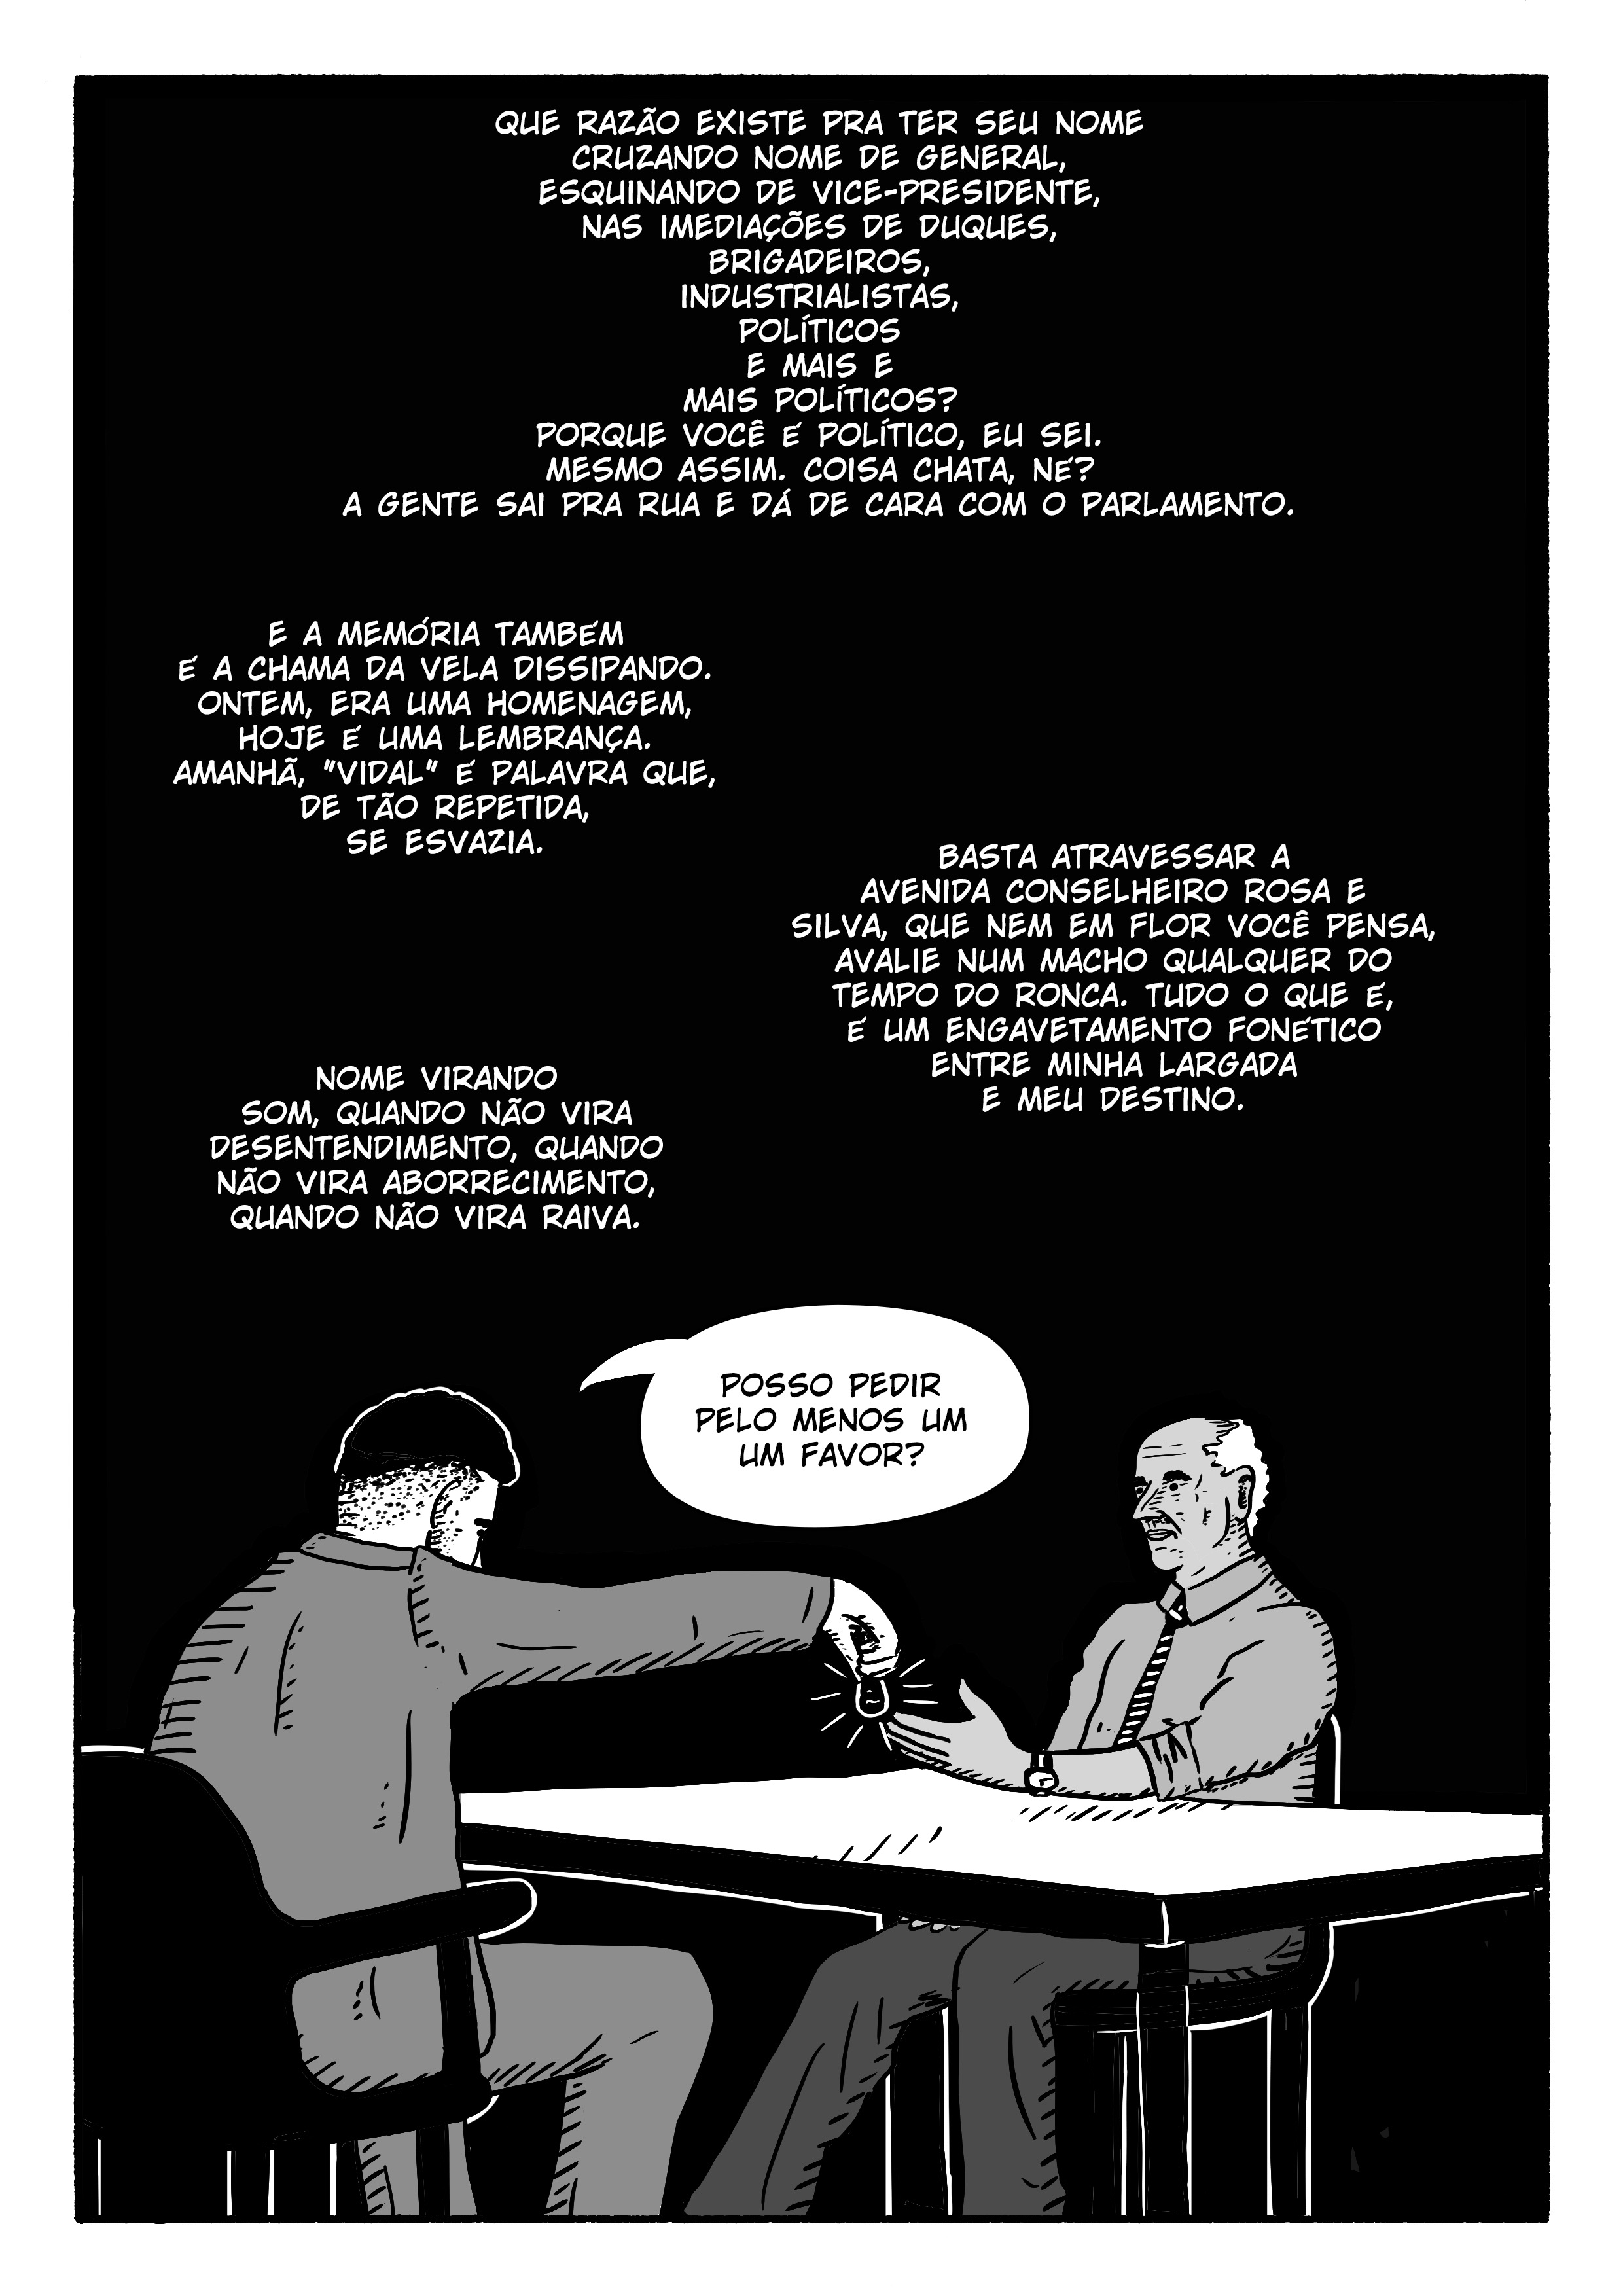 QUE RAZÃO EXISTE PRA TER SEU NOME
CRUZANDO NOME DE GENERAL,
ESQUINANDO DE VICE-PRESIDENTE,
NAS IMEDIAÇÕES DE DUQUES,
BRIGADEIROS,
INDUSTRIALISTAS,
POLÍTICOS
E MAIS E
MAIS POLÍTICOS?
PORQUE VOCÊ É POLÍTICO, EU SEI.
MESMO ASSIM. COISA CHATA, NÉ?
A GENTE SAI PRA RUA E DÁ DE CARA COM O PARLAMENTO.
E A MEMÓRIA TAMBÉM
É A CHAMA DA VELA DISSIPANDO.
ONTEM, ERA UMA HOMENAGEM,
HOJE É UMA LEMBRANÇA.
AMANHÃ, "VIDAL" É PALAVRA QUE,
DE TÃO REPETIDA,
SE ESVAZIA.
BASTA ATRAVESSAR A
AVENIDA CONSELHEIRO ROSA E
SILVA, QUE NEM EM FLOR VOCÊ PENSA,
AVALIE NUM MACHO QUALQUER DO
TEMPO DO RONCA. TUDO O QUE É,
É UM ENGAVETAMENTO FONÉTICO
ENTRE MINHA LARGADA
E MEU DESTINO.
NOME VIRANDO
SOM, QUANDO NÃO VIRA
DESENTENDIMENTO, QUANDO
NÃO VIRA ABORRECIMENTO,
QUANDO NÃO VIRA RAIVA.
POSSO PEDIR
PELO MENOS UM
UM FAVOR?